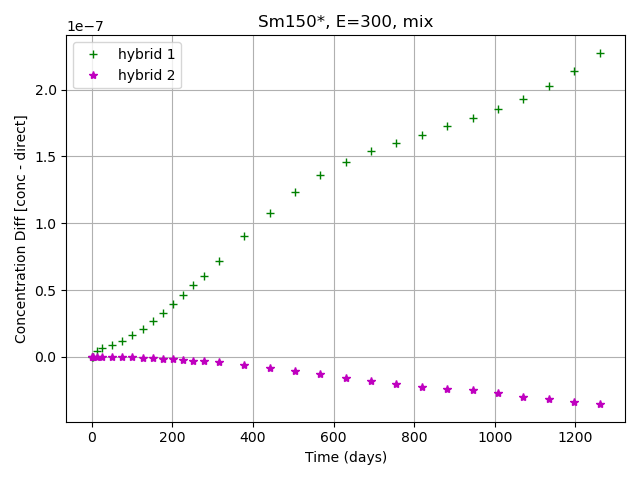 Sm150*, E=300, mix
1e−7
hybrid 1
hybrid 2
2.0
1.5
1.0
0.5
0.0
Concentration Diff [conc - direct]
0 200 400 600 800 1000 1200
Time (days)